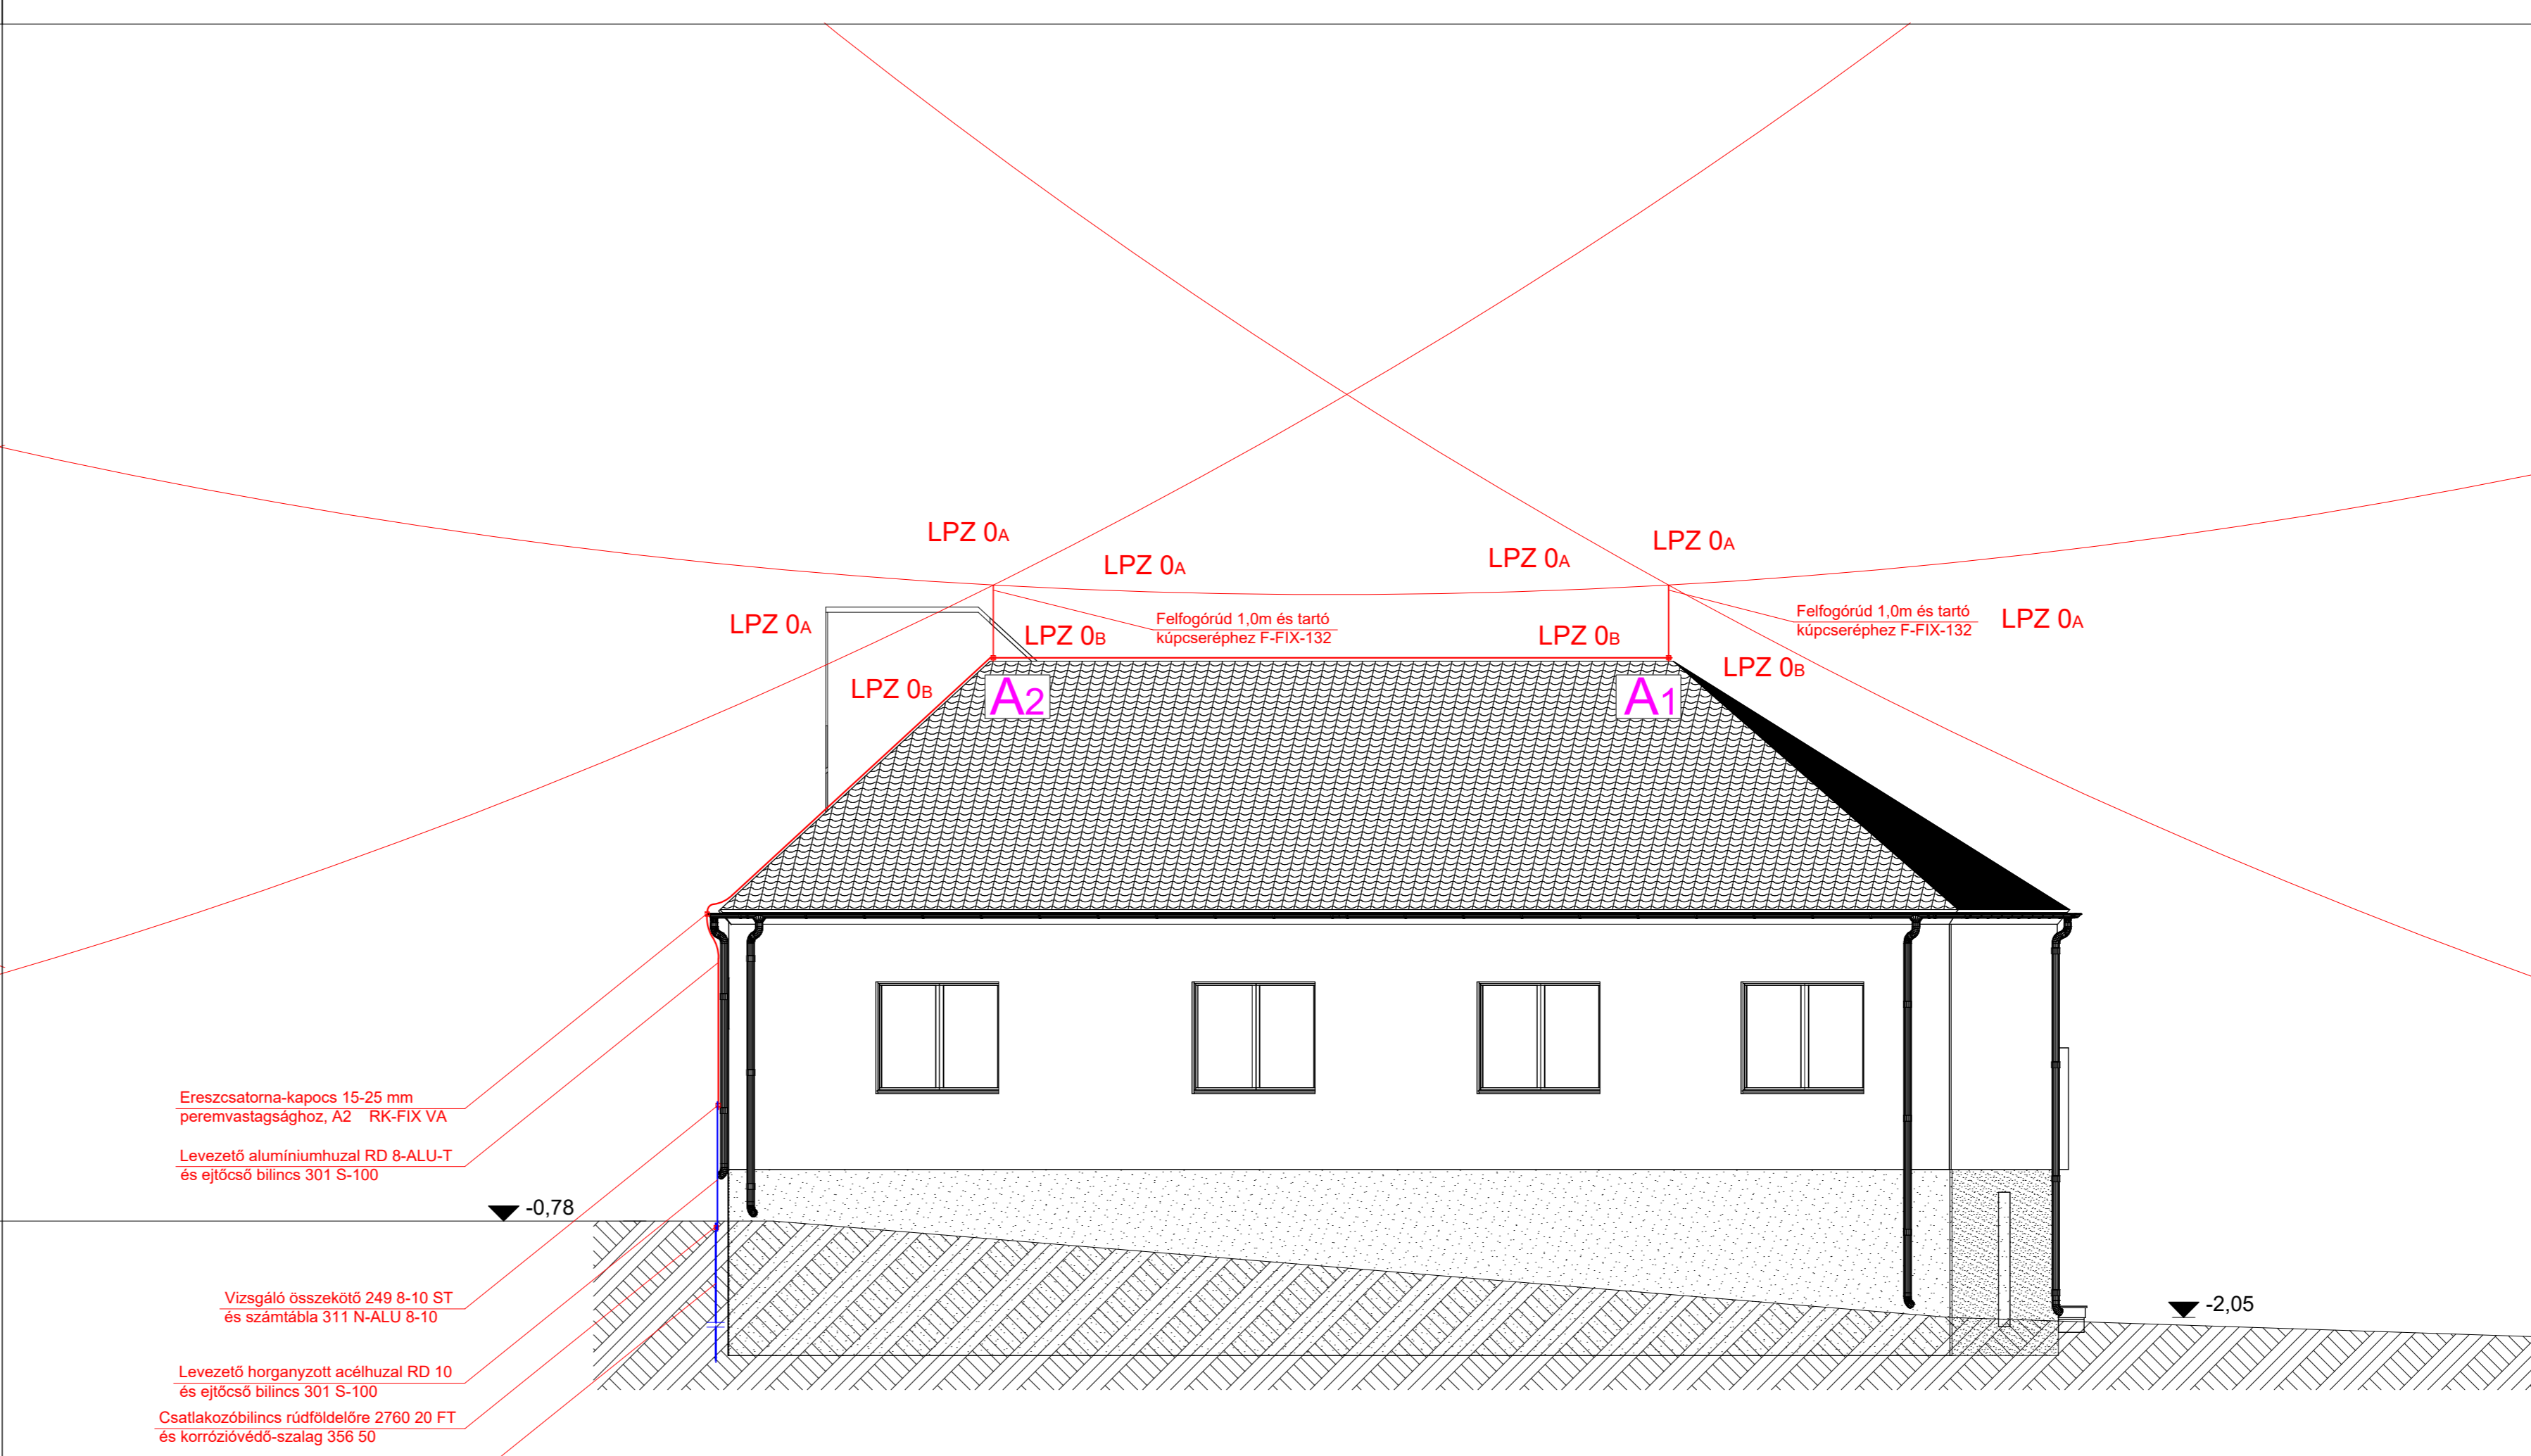 LPZ 0A
LPZ 0A
LPZ 0A
LPZ 0A
LPZ 0A
LPZ 0B
Felfogórúd 1,0m és tartó
kúpcseréphez F-FIX-132
LPZ 0B
Felfogórúd 1,0m és tartó
kúpcseréphez F-FIX-132
LPZ 0A
LPZ 0B
LPZ 0B
A2
A1
Ereszcsatorna-kapocs 15-25 mm
peremvastagsághoz, A2 RK-FIX VA
Levezető alumíniumhuzal RD 8-ALU-T
és ejtőcső bilincs 301 S-100
-0,78
Vizsgáló összekötő 249 8-10 ST
és számtábla 311 N-ALU 8-10
-2,05
Levezető horganyzott acélhuzal RD 10
és ejtőcső bilincs 301 S-100
Csatlakozóbilincs rúdföldelőre 2760 20 FT
és korrózióvédő-szalag 356 50